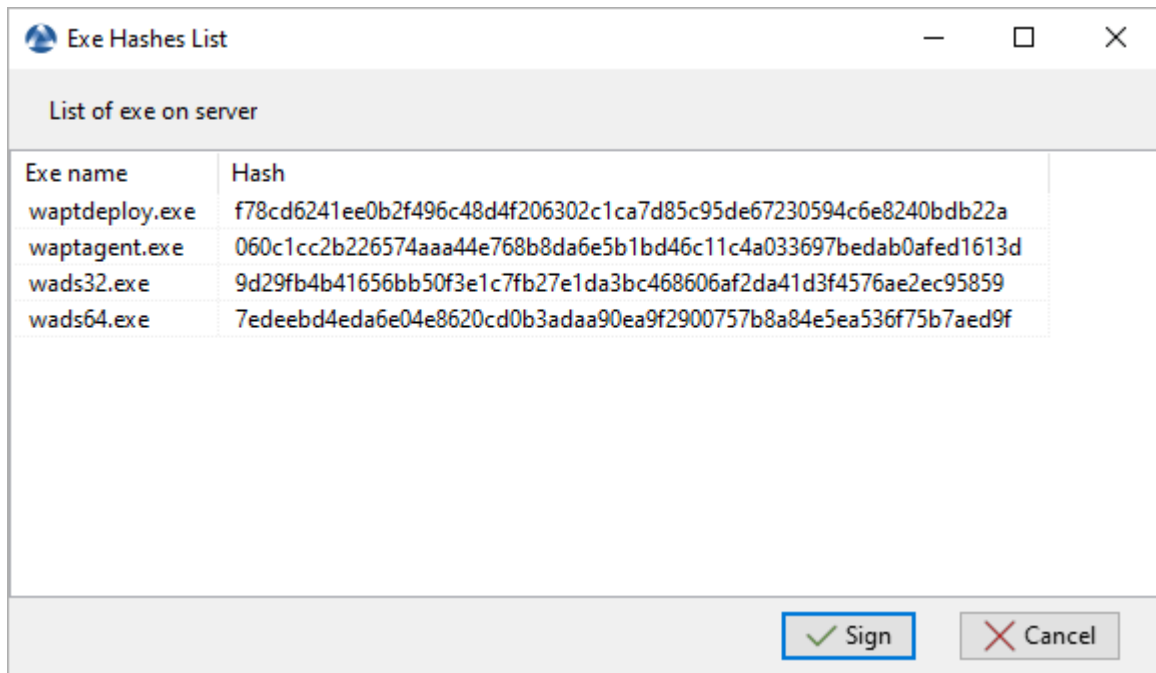 Exe Hashes List
List of exe on server
Exe name Hash
waptdeploy.exe f78cd6241ee0b2f496c48d4f206302c1ca7d85c95de67230594c6e8240bdb22a
waptagent.exe 060c1cc2b226574aaa44e768b8da6e5b1bd46c11c4a033697bedab0afed1613d
wads32.exe 9d29fb4b41656bb50f3e1c7fb27e1da3bc468606af2da41d3f4576ae2ec95859
wads64.exe 7edeebd4eda6e04e8620cd0b3adaa90ea9f2900757b8a84e5ea536f75b7aed9f
Sign Cancel